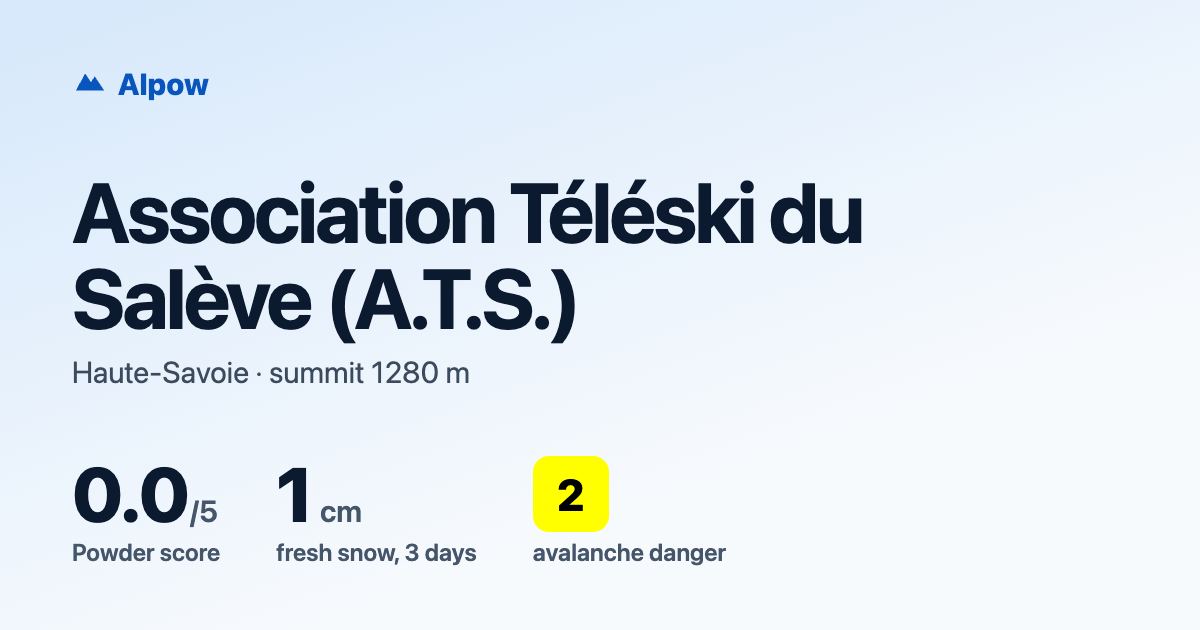 Alpow
Association Téléski du
Salève (A.T.S.)
Haute-Savoie · summit 1280 m
0.0/5
1 cm
2
Powder score
fresh snow, 3 days
avalanche danger